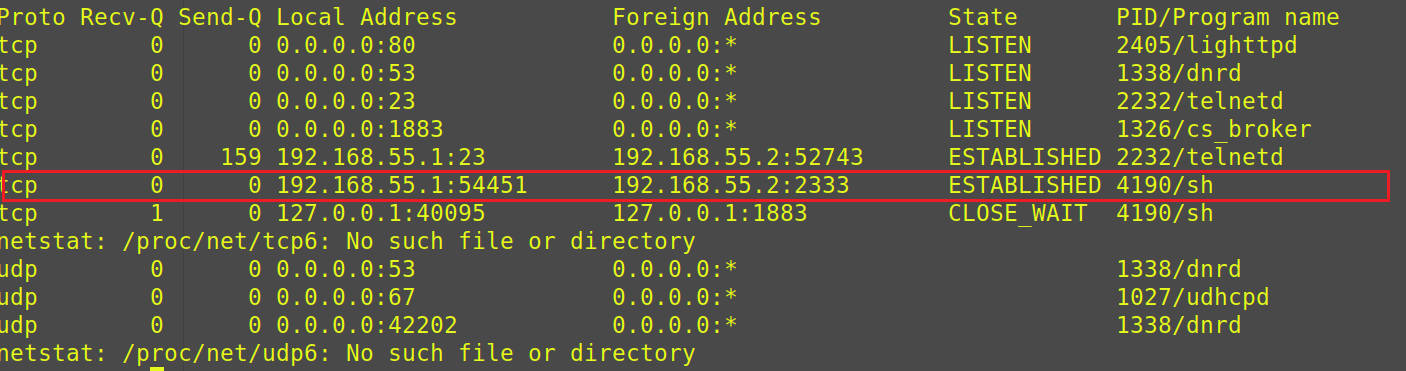 Proto Recv-Q Send-Q Local Address           Foreign Address         State       PID/Program name
tcp        0      0 0.0.0.0:80              0.0.0.0:*               LISTEN      2405/lighttpd
tcp        0      0 0.0.0.0:53              0.0.0.0:*               LISTEN      1338/dnrd
tcp        0      0 0.0.0.0:23              0.0.0.0:*               LISTEN      2232/telnetd
tcp        0      0 0.0.0.0:1883            0.0.0.0:*               LISTEN      1326/cs_broker
tcp        0    159 192.168.55.1:23         192.168.55.2:52743      ESTABLISHED 2232/telnetd
tcp        0      0 192.168.55.1:54451      192.168.55.2:2333       ESTABLISHED 4190/sh
tcp        1      0 127.0.0.1:40095         127.0.0.1:1883          CLOSE_WAIT  4190/sh
netstat: /proc/net/tcp6: No such file or directory
udp        0      0 0.0.0.0:53              0.0.0.0:*                           1338/dnrd
udp        0      0 0.0.0.0:67              0.0.0.0:*                           1027/udhcpd
udp        0      0 0.0.0.0:42202           0.0.0.0:*                           1338/dnrd
netstat: /proc/net/udp6: No such file or directory